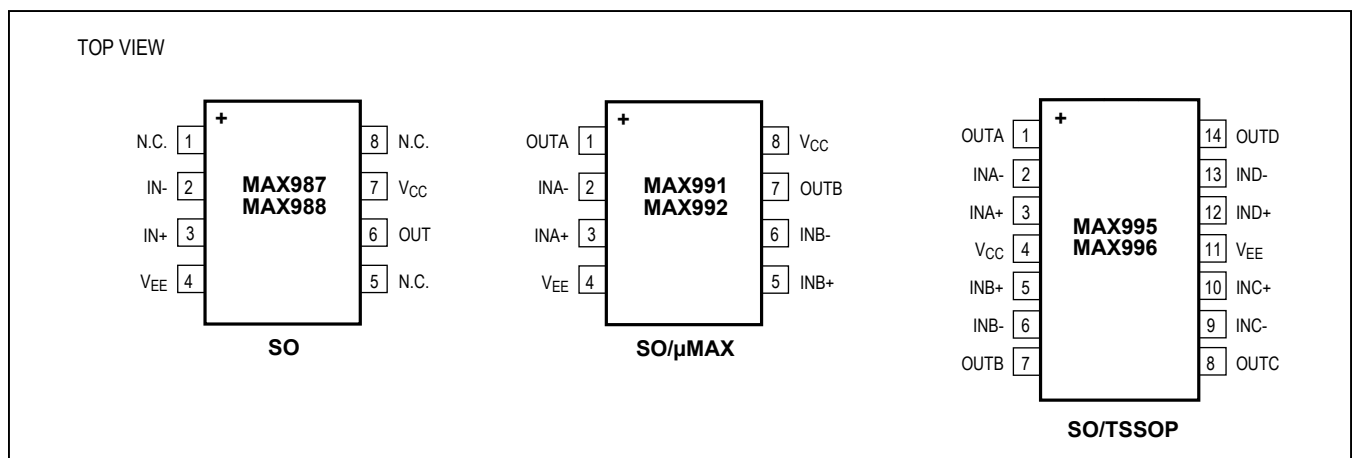 TOP VIEW
+
N.C. 1
IN- 2
IN+ 3
VEE 4
MAX987
MAX988
8 N.C.
7 VCC
6 OUT
5 N.C.
SO
+
OUTA 1
INA- 2
INA+ 3
VEE 4
MAX991
MAX992
8 VCC
7 OUTB
6 INB-
5 INB+
SO/µMAX
+
OUTA 1
INA- 2
INA+ 3
VCC 4
INB+ 5
INB- 6
OUTB 7
MAX995
MAX996
14 OUTD
13 IND-
12 IND+
11 VEE
10 INC+
9 INC-
8 OUTC
SO/TSSOP